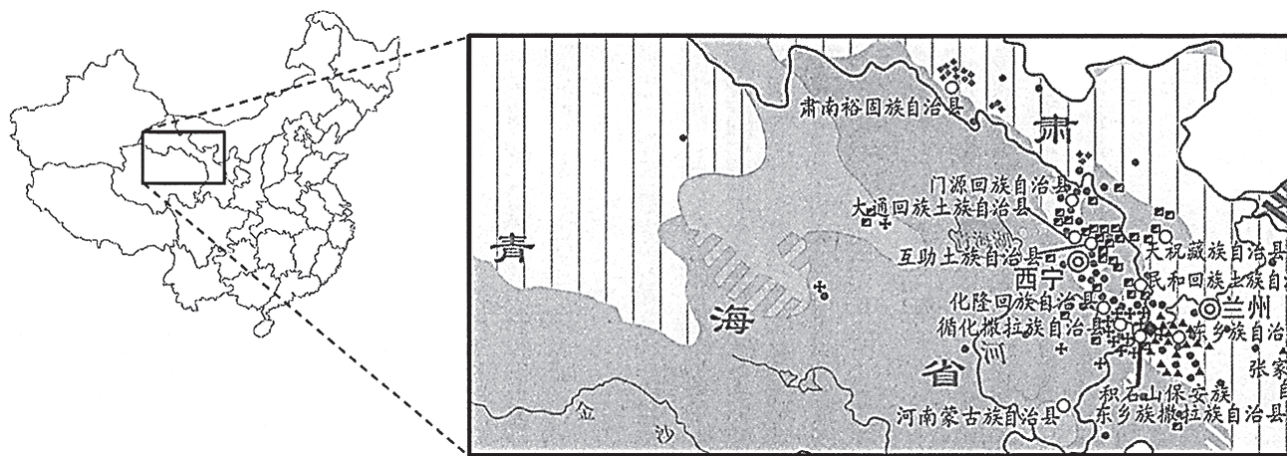 肃南裕固族自治县
肃
门源回族自治县
大通回族土族自治县
青
互助土族自治县
天祝藏族自治县
西宁
民和回族土族自治
化隆回族自治县
兰州
海
循化撒拉族自治县
东乡族自治
河
张家
省
自
积石山保安族
河南蒙古族自治县
东乡族撒拉族自治县
金
沙